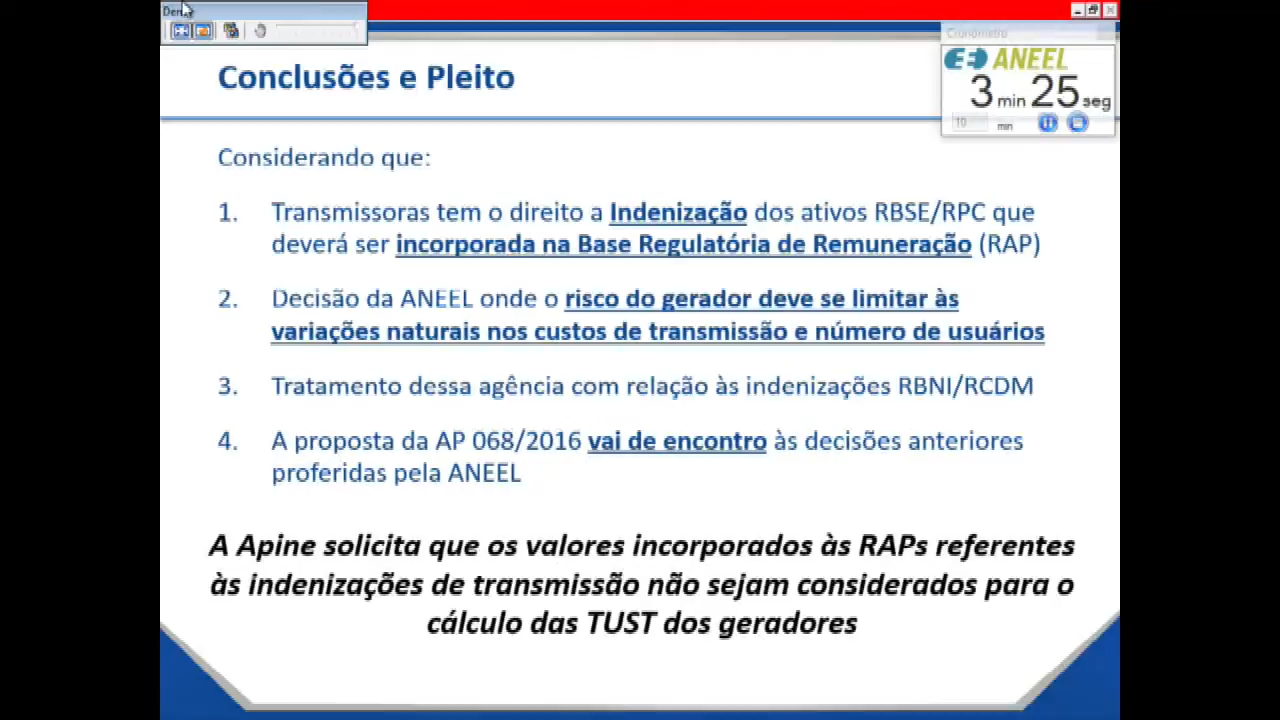 Conclusões e Pleito
Cronômetro
ANEEL
3 min 25 seg
10 min
Considerando que:
1. Transmissoras tem o direito a Indenização dos ativos RBSE/RPC que
deverá ser incorporada na Base Regulatória de Remuneração (RAP)
2. Decisão da ANEEL onde o risco do gerador deve se limitar às
variações naturais nos custos de transmissão e número de usuários
3. Tratamento dessa agência com relação às indenizações RBNI/RCDM
4. A proposta da AP 068/2016 vai de encontro às decisões anteriores
proferidas pela ANEEL
A Apine solicita que os valores incorporados às RAPs referentes
às indenizações de transmissão não sejam considerados para o
cálculo das TUST dos geradores